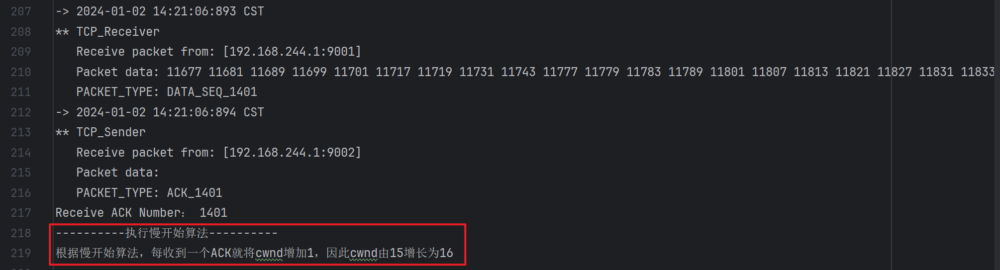 207 -> 2024-01-02 14:21:06:893 CST
208 ** TCP_Receiver
209 Receive packet from: [192.168.244.1:9001]
210 Packet data: 11677 11681 11689 11699 11701 11717 11719 11731 11743 11777 11779 11783 11789 11801 11807 11813 11821 11827 11831 11833
211 PACKET_TYPE: DATA_SEQ_1401
212 -> 2024-01-02 14:21:06:894 CST
213 ** TCP_Sender
214 Receive packet from: [192.168.244.1:9002]
215 Packet data:
216 PACKET_TYPE: ACK_1401
217 Receive ACK Number： 1401
218 ----------执行慢开始算法----------
219 根据慢开始算法，每收到一个ACK就将cwnd增加1，因此cwnd由15增长为16